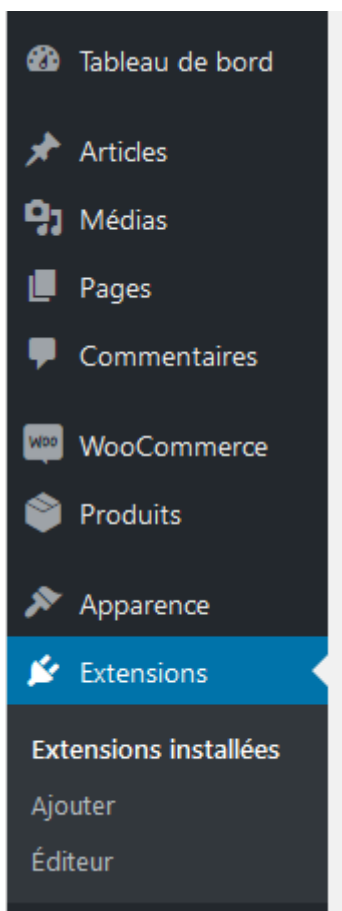 Tableau de bord
Articles
Médias
Pages
Commentaires
Woo WooCommerce
Produits
Apparence
Extensions
Extensions installées
Ajouter
Éditeur